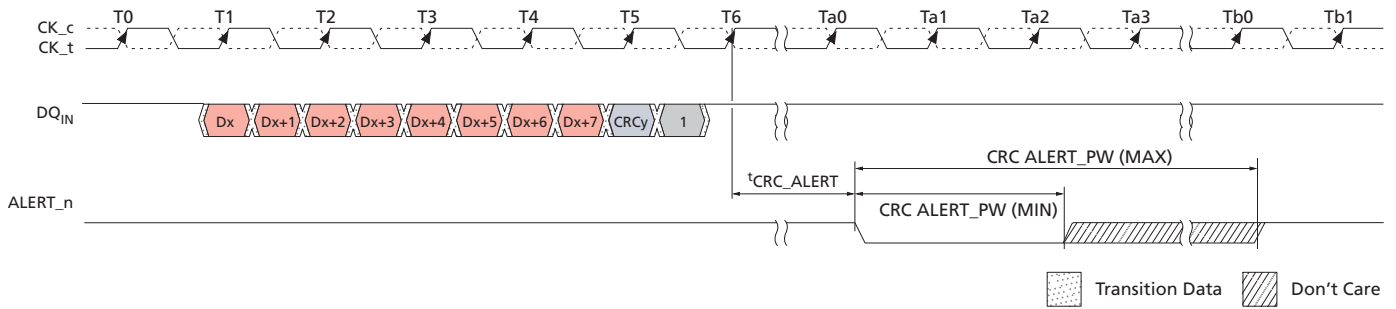 T0 T1 T2 T3 T4 T5 T6 Ta0 Ta1 Ta2 Ta3 Tb0 Tb1
CK_c
CK_t
DQIN
Dx Dx+1 Dx+2 Dx+3 Dx+4 Dx+5 Dx+6 Dx+7 CRCy 1
CRC ALERT_PW (MAX)
tCRC_ALERT
ALERT_n
CRC ALERT_PW (MIN)
Transition Data
Don't Care